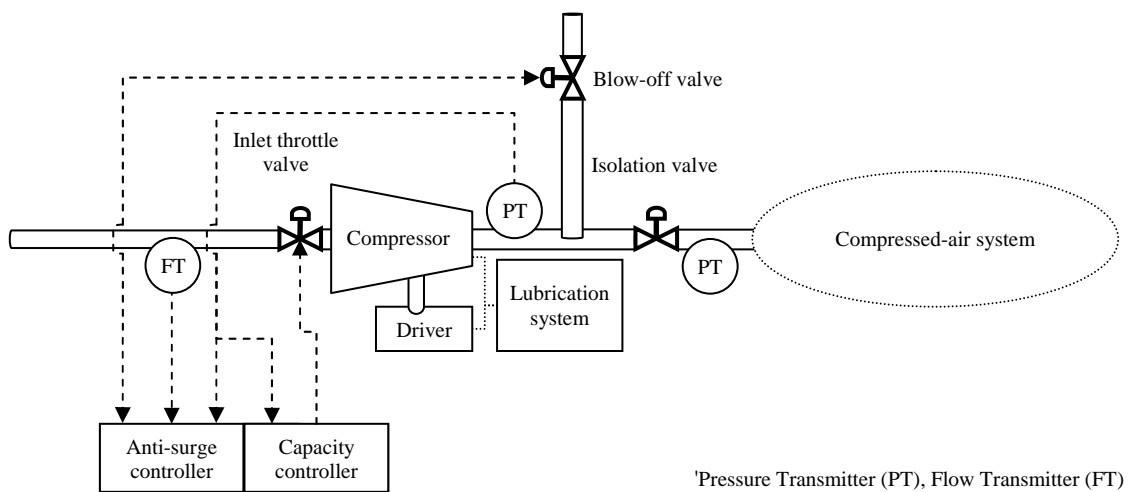 Blow-off valve
Inlet throttle
valve
Isolation valve
PT
Compressor
Compressed-air system
FT
PT
Lubrication
system
Driver
Anti-surge
controller
Capacity
controller
'Pressure Transmitter (PT), Flow Transmitter (FT)